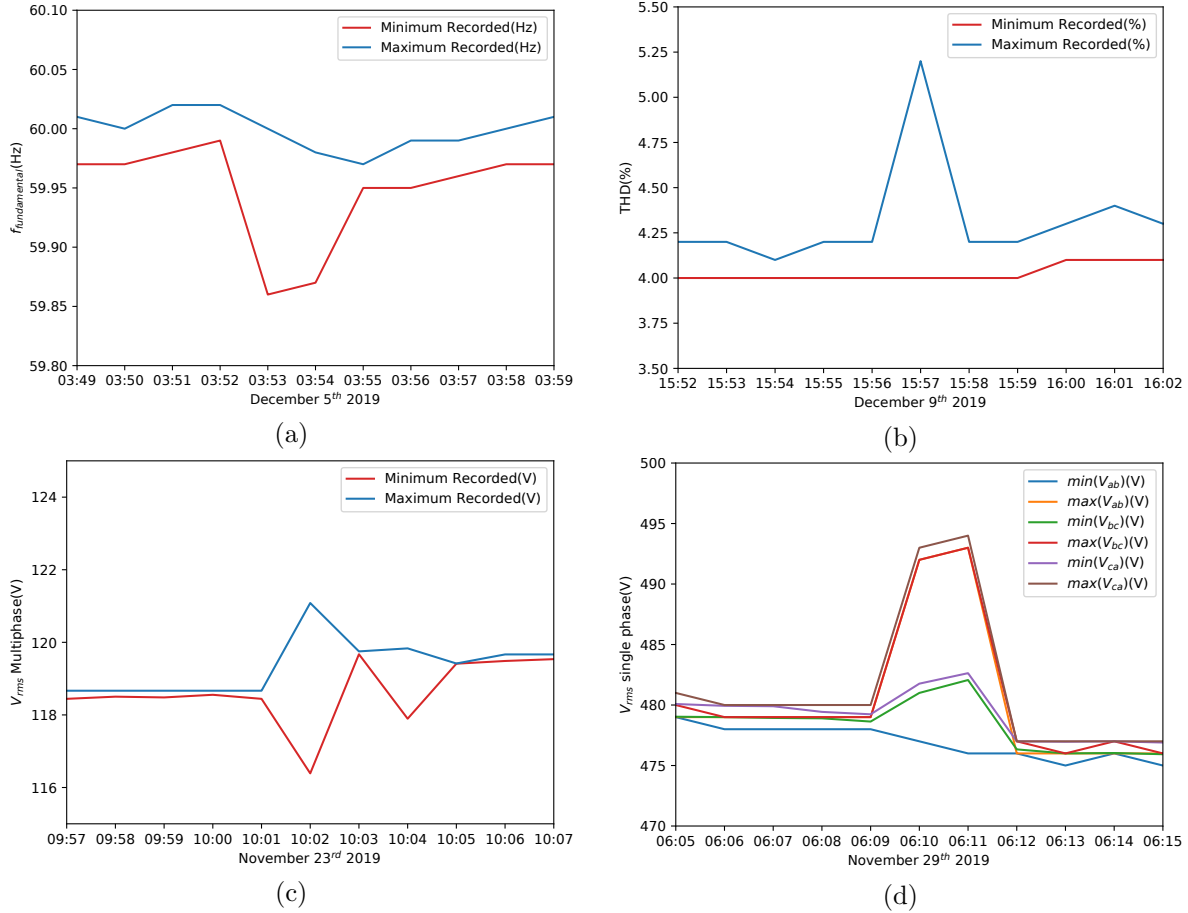 60.10
60.05
60.00
59.95
59.90
59.85
59.80
f_fundamental(Hz)
Minimum Recorded(Hz)
Maximum Recorded(Hz)
03:49 03:50 03:51 03:52 03:53 03:54 03:55 03:56 03:57 03:58 03:59
December 5th 2019
(a)
5.50
5.25
5.00
4.75
4.50
4.25
4.00
3.75
3.50
THD(%)
Minimum Recorded(%)
Maximum Recorded(%)
15:52 15:53 15:54 15:55 15:56 15:57 15:58 15:59 16:00 16:01 16:02
December 9th 2019
(b)
124
122
120
118
116
V_rms Multiphase(V)
Minimum Recorded(V)
Maximum Recorded(V)
09:57 09:58 09:59 10:00 10:01 10:02 10:03 10:04 10:05 10:06 10:07
November 23rd 2019
(c)
500
495
490
485
480
475
470
V_rms single phase(V)
min(V_ab)(V)
max(V_ab)(V)
min(V_bc)(V)
max(V_bc)(V)
min(V_ca)(V)
max(V_ca)(V)
06:05 06:06 06:07 06:08 06:09 06:10 06:11 06:12 06:13 06:14 06:15
November 29th 2019
(d)